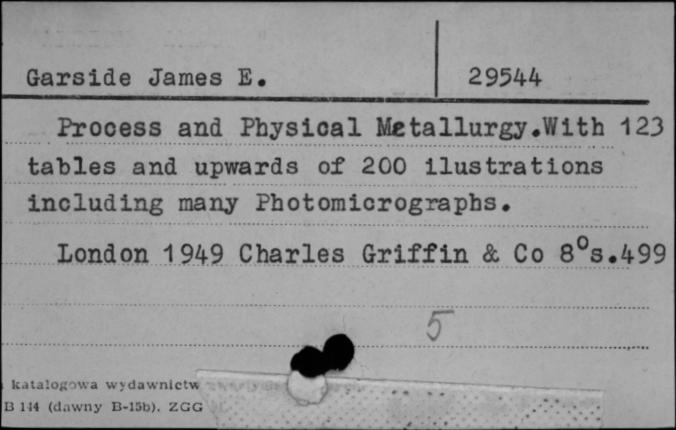 Garside James E. 29544
Process and Physical Metallurgy.With 123
tables and upwards of 200 ilustrations
including many Photomicrographs.
London 1949 Charles Griffin & Co 8°s.499
5
katalogowa wydawnictw
B 144 (dawny B-15b). ZGG